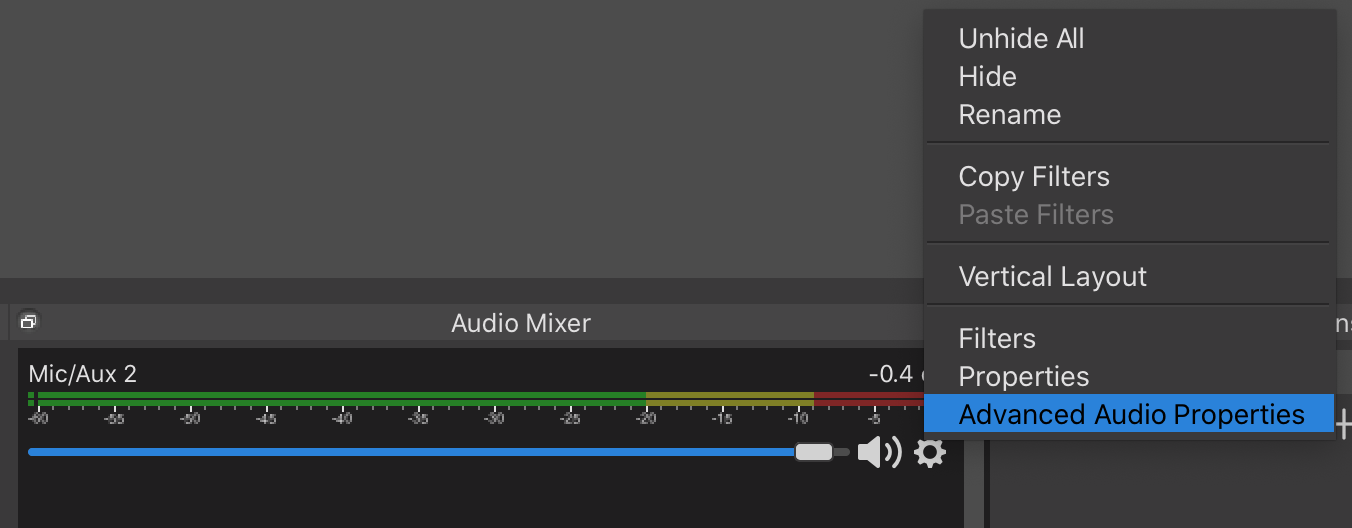 Unhide All
Hide
Rename
Copy Filters
Paste Filters
Vertical Layout
Filters
Properties
Advanced Audio Properties
Audio Mixer
Mic/Aux 2
-0.4
-60 -55 -50 -45 -40 -35 -30 -25 -20 -15 -10 -5